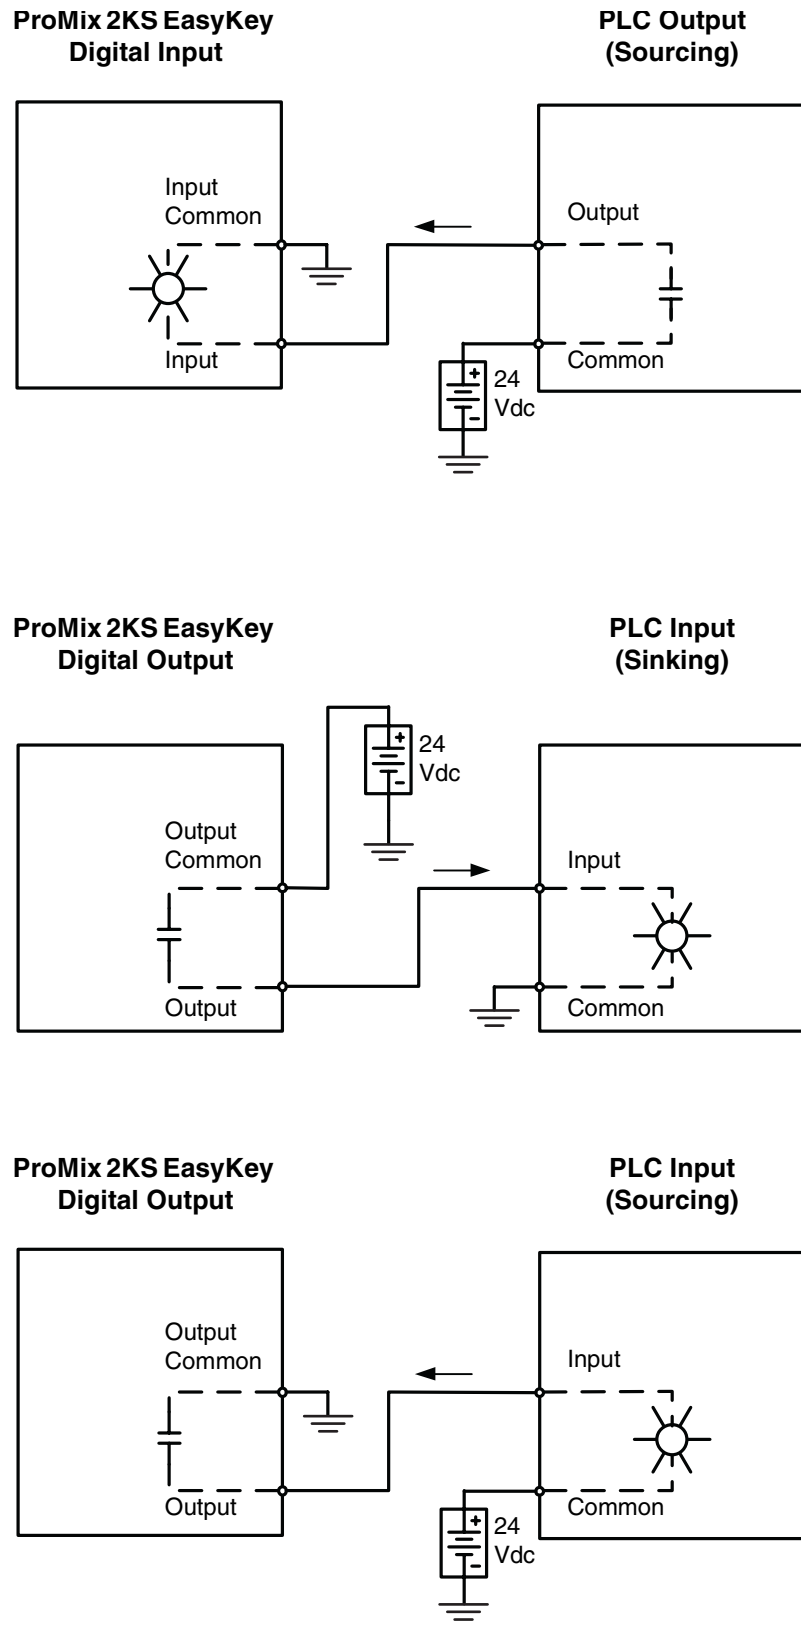 ProMix 2KS EasyKey
Digital Input
PLC Output
(Sourcing)
Input
Common
Output
Input
Common
+
24
Vdc
-
ProMix 2KS EasyKey
Digital Output
PLC Input
(Sinking)
+
24
Vdc
-
Output
Common
Input
Output
Common
ProMix 2KS EasyKey
Digital Output
PLC Input
(Sourcing)
Output
Common
Input
Output
Common
+
24
Vdc
-